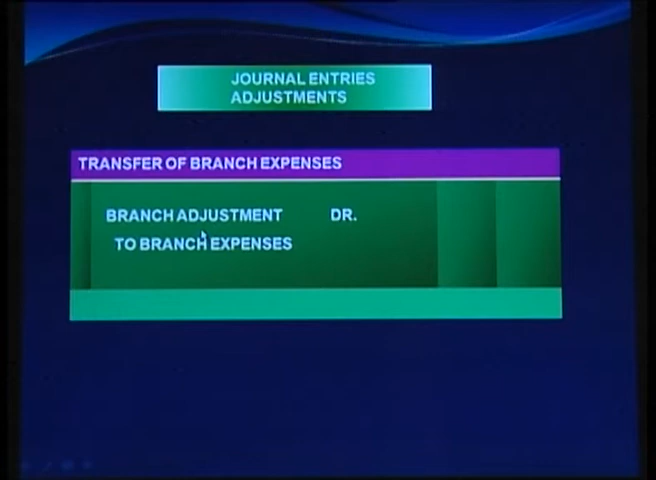 JOURNAL ENTRIES
ADJUSTMENTS
TRANSFER OF BRANCH EXPENSES
BRANCH ADJUSTMENT DR.
TO BRANCH EXPENSES